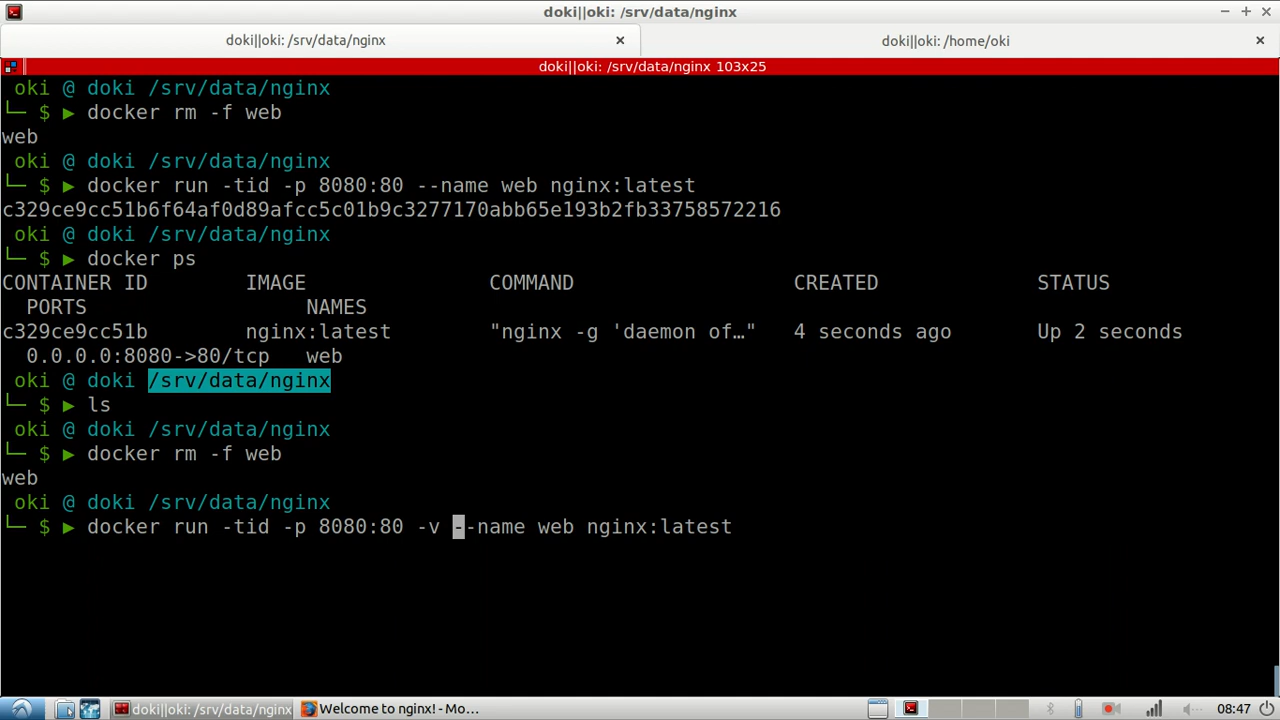 doki||oki: /srv/data/nginx
doki||oki: /srv/data/nginx
doki||oki: /home/oki
doki||oki: /srv/data/nginx 103x25
oki @ doki /srv/data/nginx
└─ $ ▶ docker rm -f web
web
oki @ doki /srv/data/nginx
└─ $ ▶ docker run -tid -p 8080:80 --name web nginx:latest
c329ce9cc51b6f64af0d89afcc5c01b9c3277170abb65e193b2fb33758572216
oki @ doki /srv/data/nginx
└─ $ ▶ docker ps
CONTAINER ID        IMAGE               COMMAND                  CREATED             STATUS
  PORTS                  NAMES
c329ce9cc51b        nginx:latest        "nginx -g 'daemon of…"   4 seconds ago       Up 2 seconds
  0.0.0.0:8080->80/tcp   web
oki @ doki /srv/data/nginx
└─ $ ▶ ls
oki @ doki /srv/data/nginx
└─ $ ▶ docker rm -f web
web
oki @ doki /srv/data/nginx
└─ $ ▶ docker run -tid -p 8080:80 -v --name web nginx:latest
doki||oki: /srv/data/nginx
Welcome to nginx! - Mo...
08:47